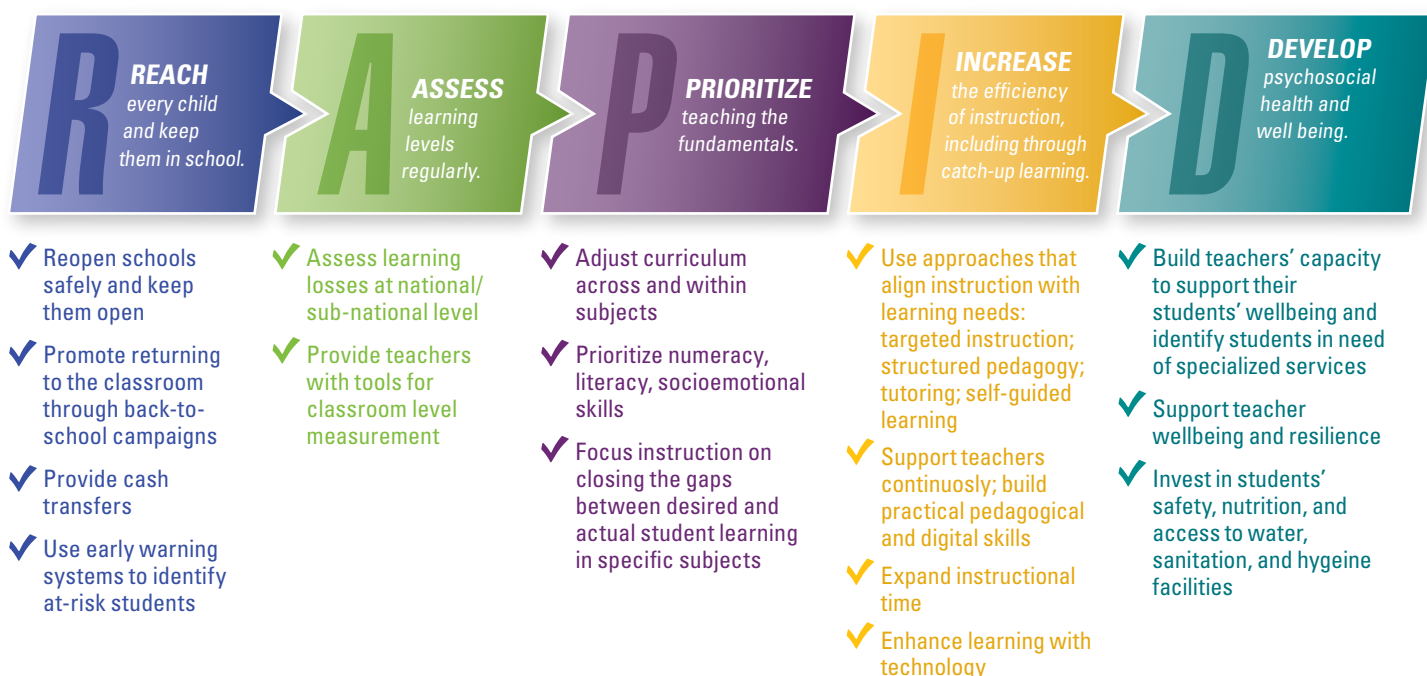 R
REACH
every child
and keep
them in school.
A
ASSESS
learning
levels
regularly.
P
PRIORITIZE
teaching the
fundamentals.
I
INCREASE
the efficiency
of instruction,
including through
catch-up learning.
D
DEVELOP
psychosocial
health and
well being.
Reopen schools
safely and keep
them open
Promote returning
to the classroom
through back-to-
school campaigns
Provide cash
transfers
Use early warning
systems to identify
at-risk students
Assess learning
losses at national/
sub-national level
Provide teachers
with tools for
classroom level
measurement
Adjust curriculum
across and within
subjects
Prioritize numeracy,
literacy, socioemotional
skills
Focus instruction on
closing the gaps
between desired and
actual student learning
in specific subjects
Use approaches that
align instruction with
learning needs:
targeted instruction;
structured pedagogy;
tutoring; self-guided
learning
Support teachers
continuosly; build
practical pedagogical
and digital skills
Expand instructional
time
Enhance learning with
technology
Build teachers’ capacity
to support their
students’ wellbeing and
identify students in need
of specialized services
Support teacher
wellbeing and resilience
Invest in students’
safety, nutrition, and
access to water,
sanitation, and hygeine
facilities